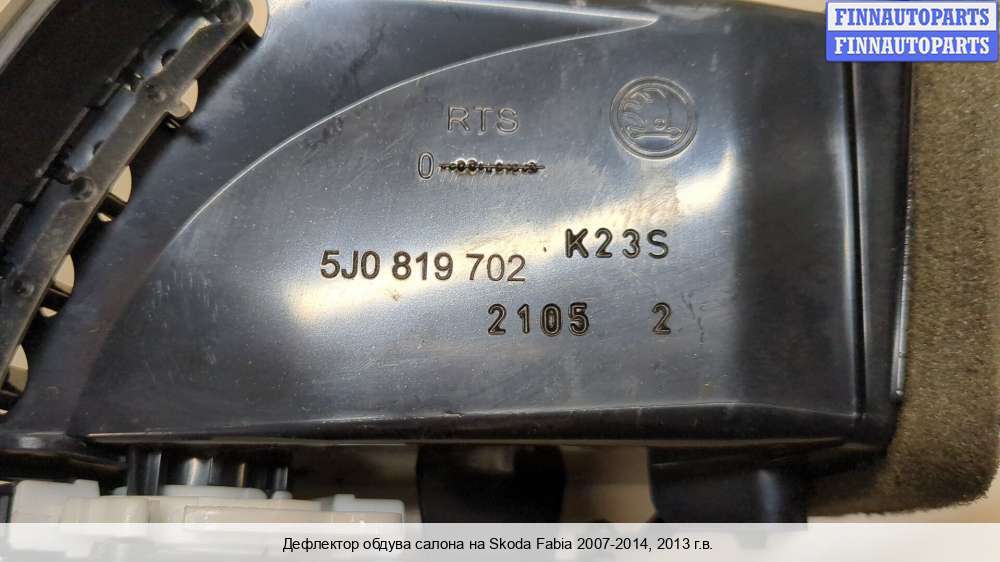 FINNAUTOPARTS
FINNAUTOPARTS
RTS
5J0 819 702
K23S
2105 2
Дефлектор обдува салона на Skoda Fabia 2007-2014, 2013 г.в.